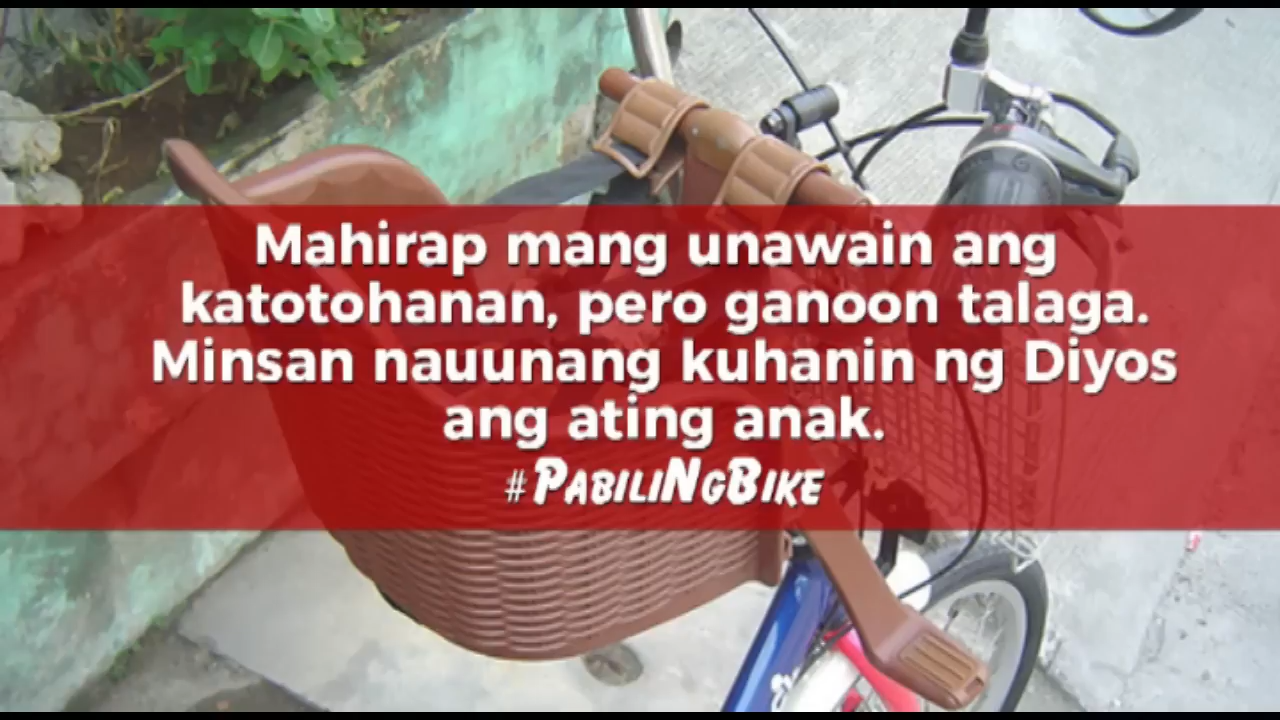 Mahirap mang unawain ang
katotohanan, pero ganoon talaga.
Minsan nauunang kuhanin ng Diyos
ang ating anak.
#PABILINGBIKE